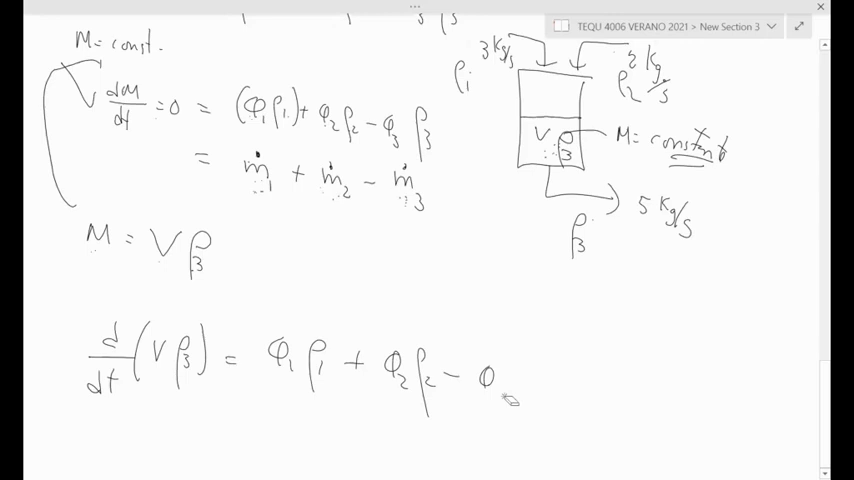 TEQU 4006 VERANO 2021 > New Section 3
M = const.
dM/dt = 0 = (φ₁ρ₁) + φ₂ρ₂ - φ₃ρ₃
= ṁ₁ + ṁ₂ - ṁ₃
M = Vρ₃
d/dt (Vρ₃) = φ₁ρ₁ + φ₂ρ₂ - φ
3 Kg/s
2 Kg/s
ρ₁
ρ₂
V ρ₃
M = constant
5 Kg/s
ρ₃